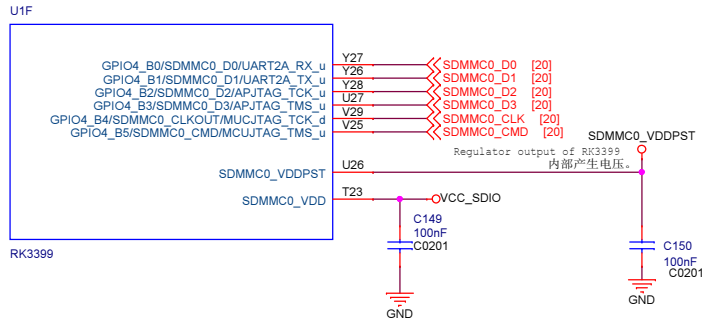 U1F
GPIO4_B0/SDMMC0_D0/UART2A_RX_u Y27 SDMMC0_D0 [20]
GPIO4_B1/SDMMC0_D1/UART2A_TX_u Y26 SDMMC0_D1 [20]
GPIO4_B2/SDMMC0_D2/APJTAG_TCK_u Y28 SDMMC0_D2 [20]
GPIO4_B3/SDMMC0_D3/APJTAG_TMS_u U27 SDMMC0_D3 [20]
GPIO4_B4/SDMMC0_CLKOUT/MUCJTAG_TCK_d V29 SDMMC0_CLK [20]
GPIO4_B5/SDMMC0_CMD/MCUJTAG_TMS_u V25 SDMMC0_CMD [20]
SDMMC0_VDDPST
Regulator output of RK3399
内部产生电压。
SDMMC0_VDDPST U26
SDMMC0_VDD T23 VCC_SDIO
C149
100nF
C0201
C150
100nF
C0201
RK3399
GND
GND